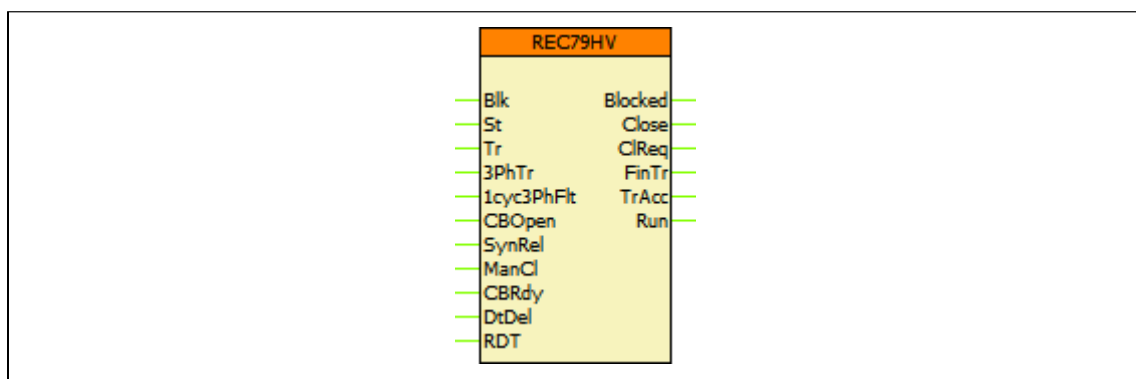 REC79HV
Blk Blocked
St Close
Tr ClReq
3PhTr FinTr
1cyc3PhFlt TrAcc
CBOpen Run
SynRel
ManCl
CBRdy
DtDel
RDT